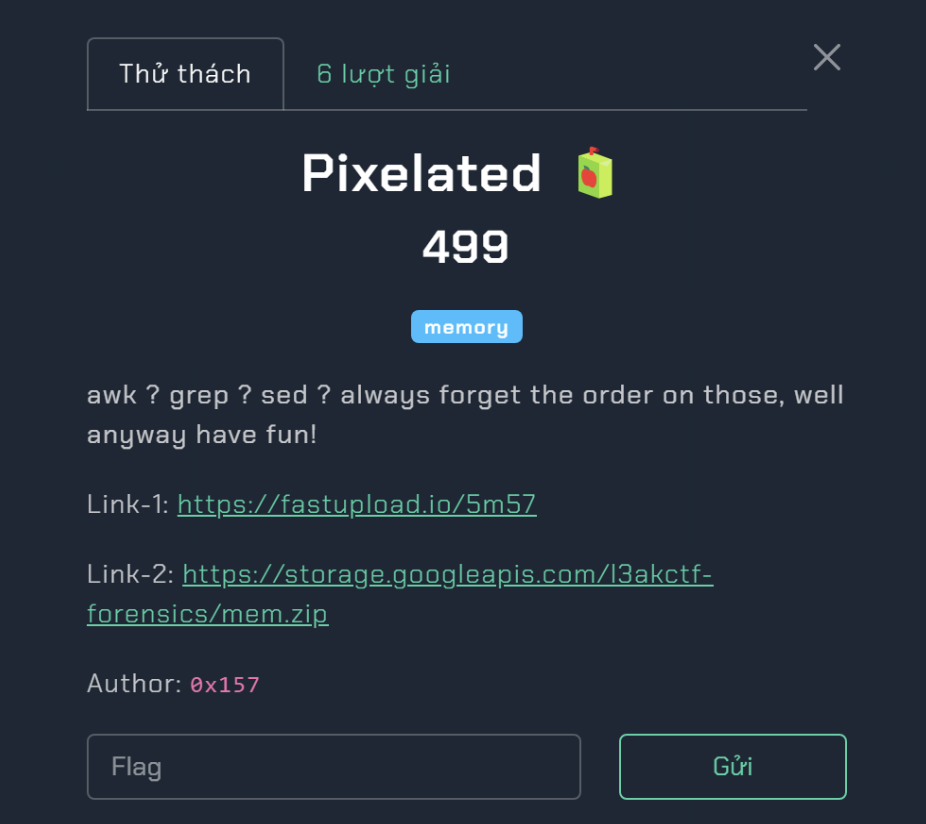 Thử thách
6 lượt giải
Pixelated
499
memory
awk ? grep ? sed ? always forget the order on those, well
anyway have fun!
Link-1: https://fastupload.io/5m57
Link-2: https://storage.googleapis.com/l3akctf-
forensics/mem.zip
Author: 0x157
Flag
Gửi